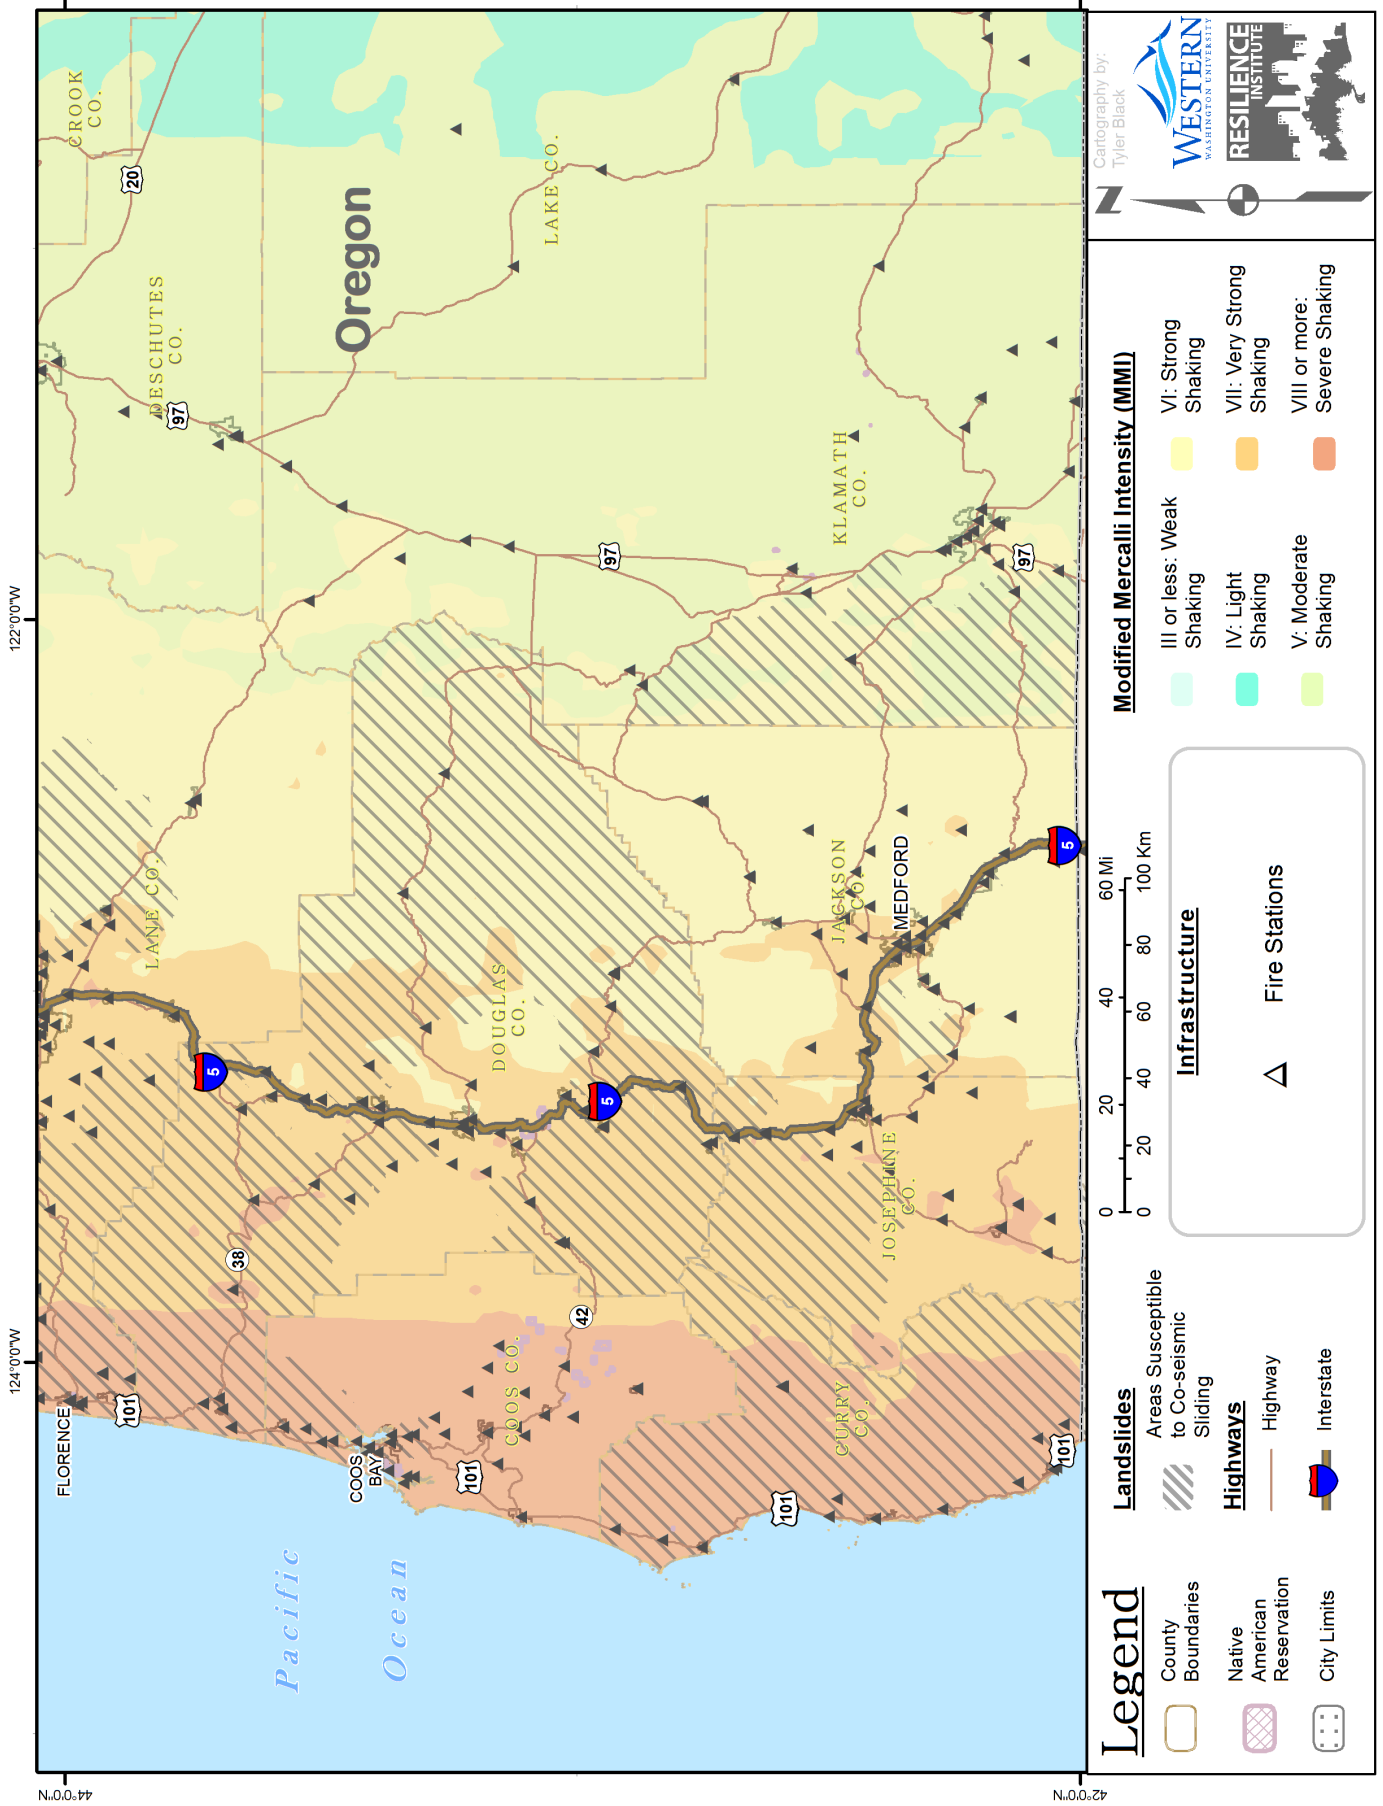 44°0'0"N
42°0'0"N
124°0'0"W
122°0'0"W
Pacific
Ocean
Oregon
FLORENCE
COOS
BAY
MEDFORD
CROOK
CO.
DESCHUTES
CO.
LAKE CO.
KLAMATH
CO.
LANE CO.
DOUGLAS
CO.
JACKSON
CO.
JOSEPHINE
CO.
COOS CO.
CURRY
CO.
20
97
97
97
5
5
5
38
42
101
101
101
101
Legend
County
Boundaries
Native
American
Reservation
City Limits
Landslides
Areas Susceptible
to Co-seismic
Sliding
Highways
Highway
Interstate
5
0 20 40 60 Mi
0 20 40 60 80 100 Km
Infrastructure
Fire Stations
Modified Mercalli Intensity (MMI)
III or less: Weak
Shaking
IV: Light
Shaking
V: Moderate
Shaking
VI: Strong
Shaking
VII: Very Strong
Shaking
VIII or more:
Severe Shaking
N
Cartography by:
Tyler Black
WESTERN
WASHINGTON UNIVERSITY
RESILIENCE
INSTITUTE